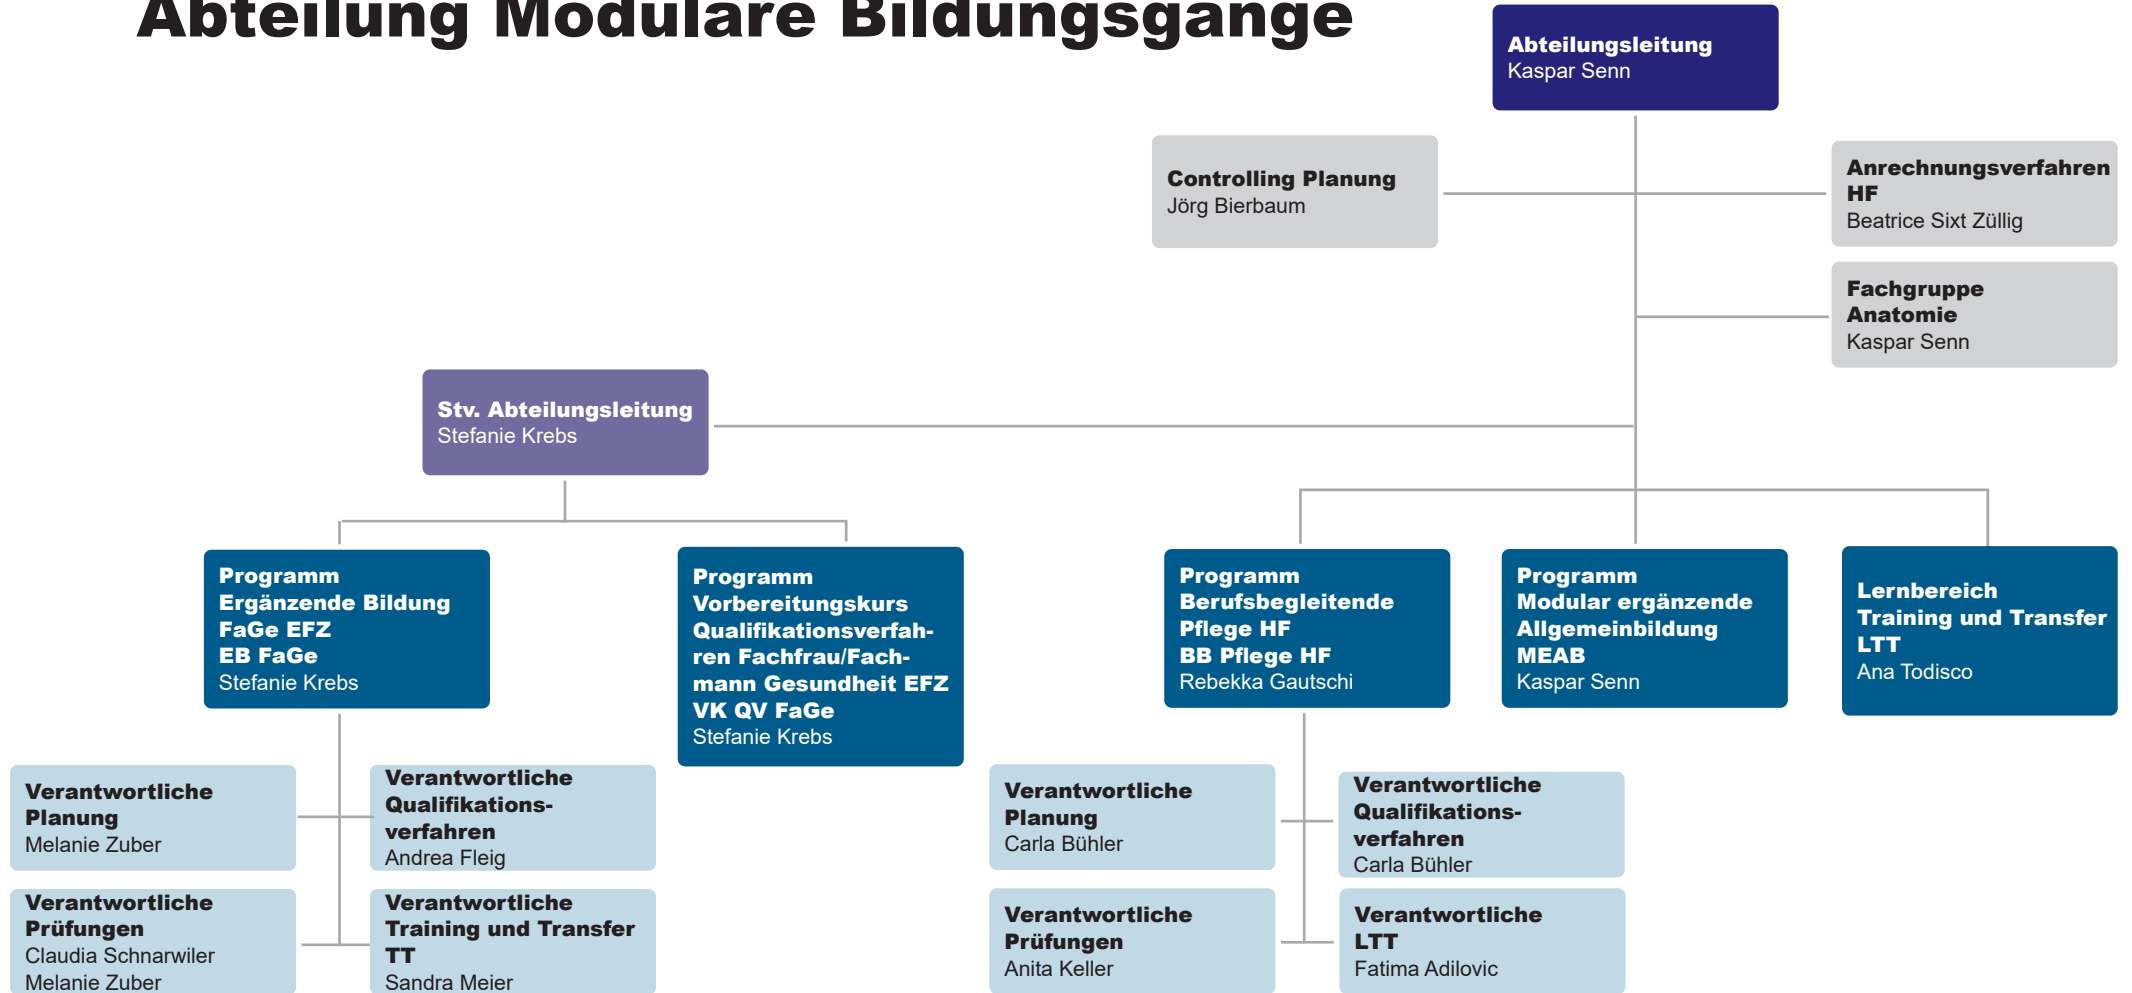 Abteilung Modulare Bildungsgänge
Abteilungsleitung
Kaspar Senn
Controlling Planung
Jörg Bierbaum
Anrechnungsverfahren
HF
Beatrice Sixt Züllig
Fachgruppe
Anatomie
Kaspar Senn
Stv. Abteilungsleitung
Stefanie Krebs
Programm
Ergänzende Bildung
FaGe EFZ
EB FaGe
Stefanie Krebs
Programm
Vorbereitungskurs
Qualifikationsverfah-
ren Fachfrau/Fach-
mann Gesundheit EFZ
VK QV FaGe
Stefanie Krebs
Programm
Berufsbegleitende
Pflege HF
BB Pflege HF
Rebekka Gautschi
Programm
Modular ergänzende
Allgemeinbildung
MEAB
Kaspar Senn
Lernbereich
Training und Transfer
LTT
Ana Todisco
Verantwortliche
Planung
Melanie Zuber
Verantwortliche
Qualifikations-
verfahren
Andrea Fleig
Verantwortliche
Planung
Carla Bühler
Verantwortliche
Qualifikations-
verfahren
Carla Bühler
Verantwortliche
Prüfungen
Claudia Schnarwiler
Melanie Zuber
Verantwortliche
Training und Transfer
TT
Sandra Meier
Verantwortliche
Prüfungen
Anita Keller
Verantwortliche
LTT
Fatima Adilovic